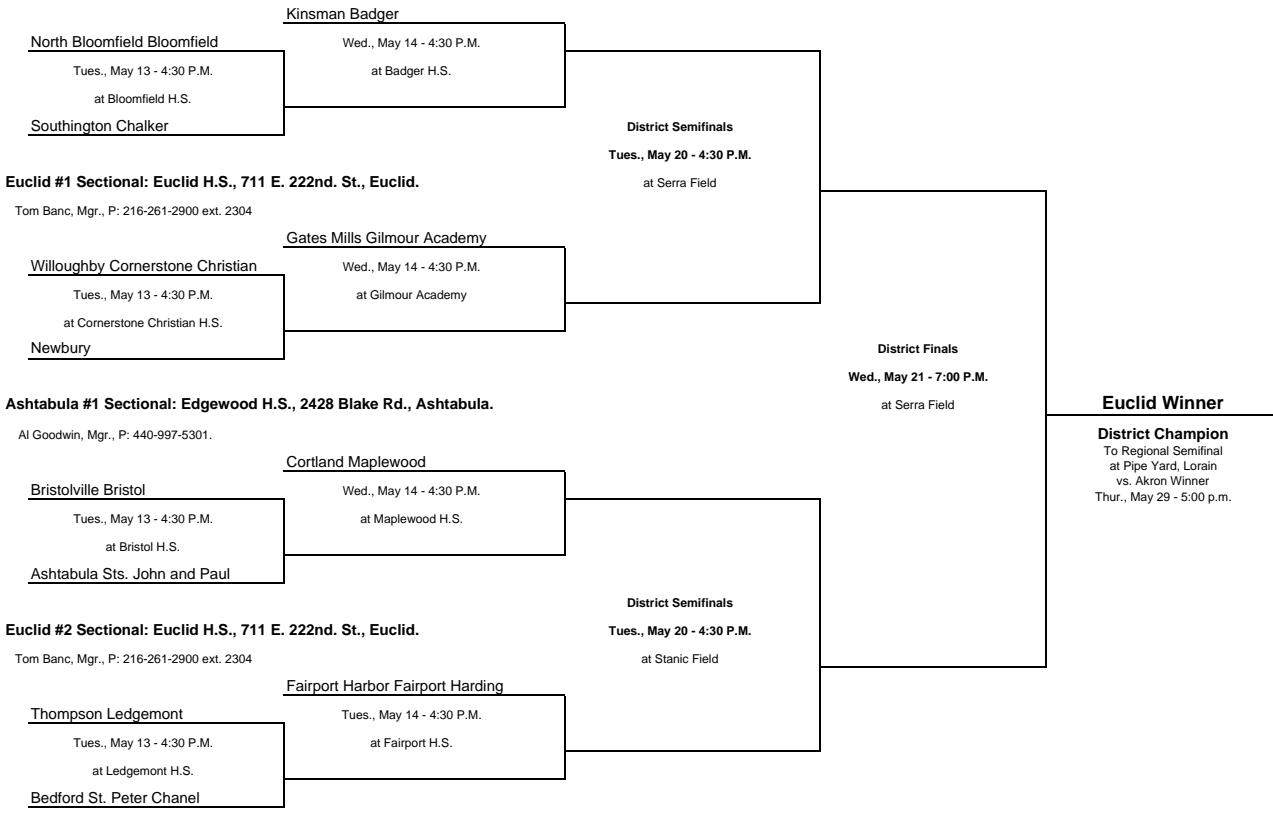 Kinsman Badger
North Bloomfield Bloomfield
Wed., May 14 - 4:30 P.M.
Tues., May 13 - 4:30 P.M.
at Badger H.S.
at Bloomfield H.S.
Southington Chalker
District Semifinals
Tues., May 20 - 4:30 P.M.
Euclid #1 Sectional: Euclid H.S., 711 E. 222nd. St., Euclid.
at Serra Field
Tom Banc, Mgr., P: 216-261-2900 ext. 2304
Gates Mills Gilmour Academy
Willoughby Cornerstone Christian
Wed., May 14 - 4:30 P.M.
Tues., May 13 - 4:30 P.M.
at Gilmour Academy
at Cornerstone Christian H.S.
Newbury
District Finals
Wed., May 21 - 7:00 P.M.
Ashtabula #1 Sectional: Edgewood H.S., 2428 Blake Rd., Ashtabula.
at Serra Field
Euclid Winner
Al Goodwin, Mgr., P: 440-997-5301.
District Champion
To Regional Semifinal
at Pipe Yard, Lorain
vs. Akron Winner
Thur., May 29 - 5:00 p.m.
Cortland Maplewood
Bristolville Bristol
Wed., May 14 - 4:30 P.M.
Tues., May 13 - 4:30 P.M.
at Maplewood H.S.
at Bristol H.S.
Ashtabula Sts. John and Paul
District Semifinals
Euclid #2 Sectional: Euclid H.S., 711 E. 222nd. St., Euclid.
Tues., May 20 - 4:30 P.M.
Tom Banc, Mgr., P: 216-261-2900 ext. 2304
at Stanic Field
Fairport Harbor Fairport Harding
Thompson Ledgemont
Tues., May 14 - 4:30 P.M.
Tues., May 13 - 4:30 P.M.
at Fairport H.S.
at Ledgemont H.S.
Bedford St. Peter Chanel